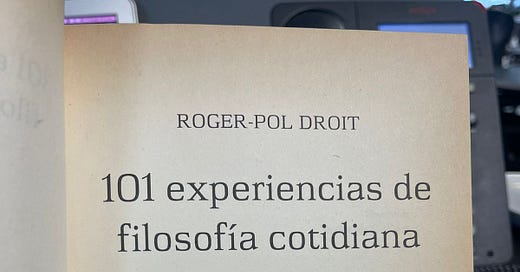 ROGER-POL DROIT
101 experiencias de
filosofía cotidiana